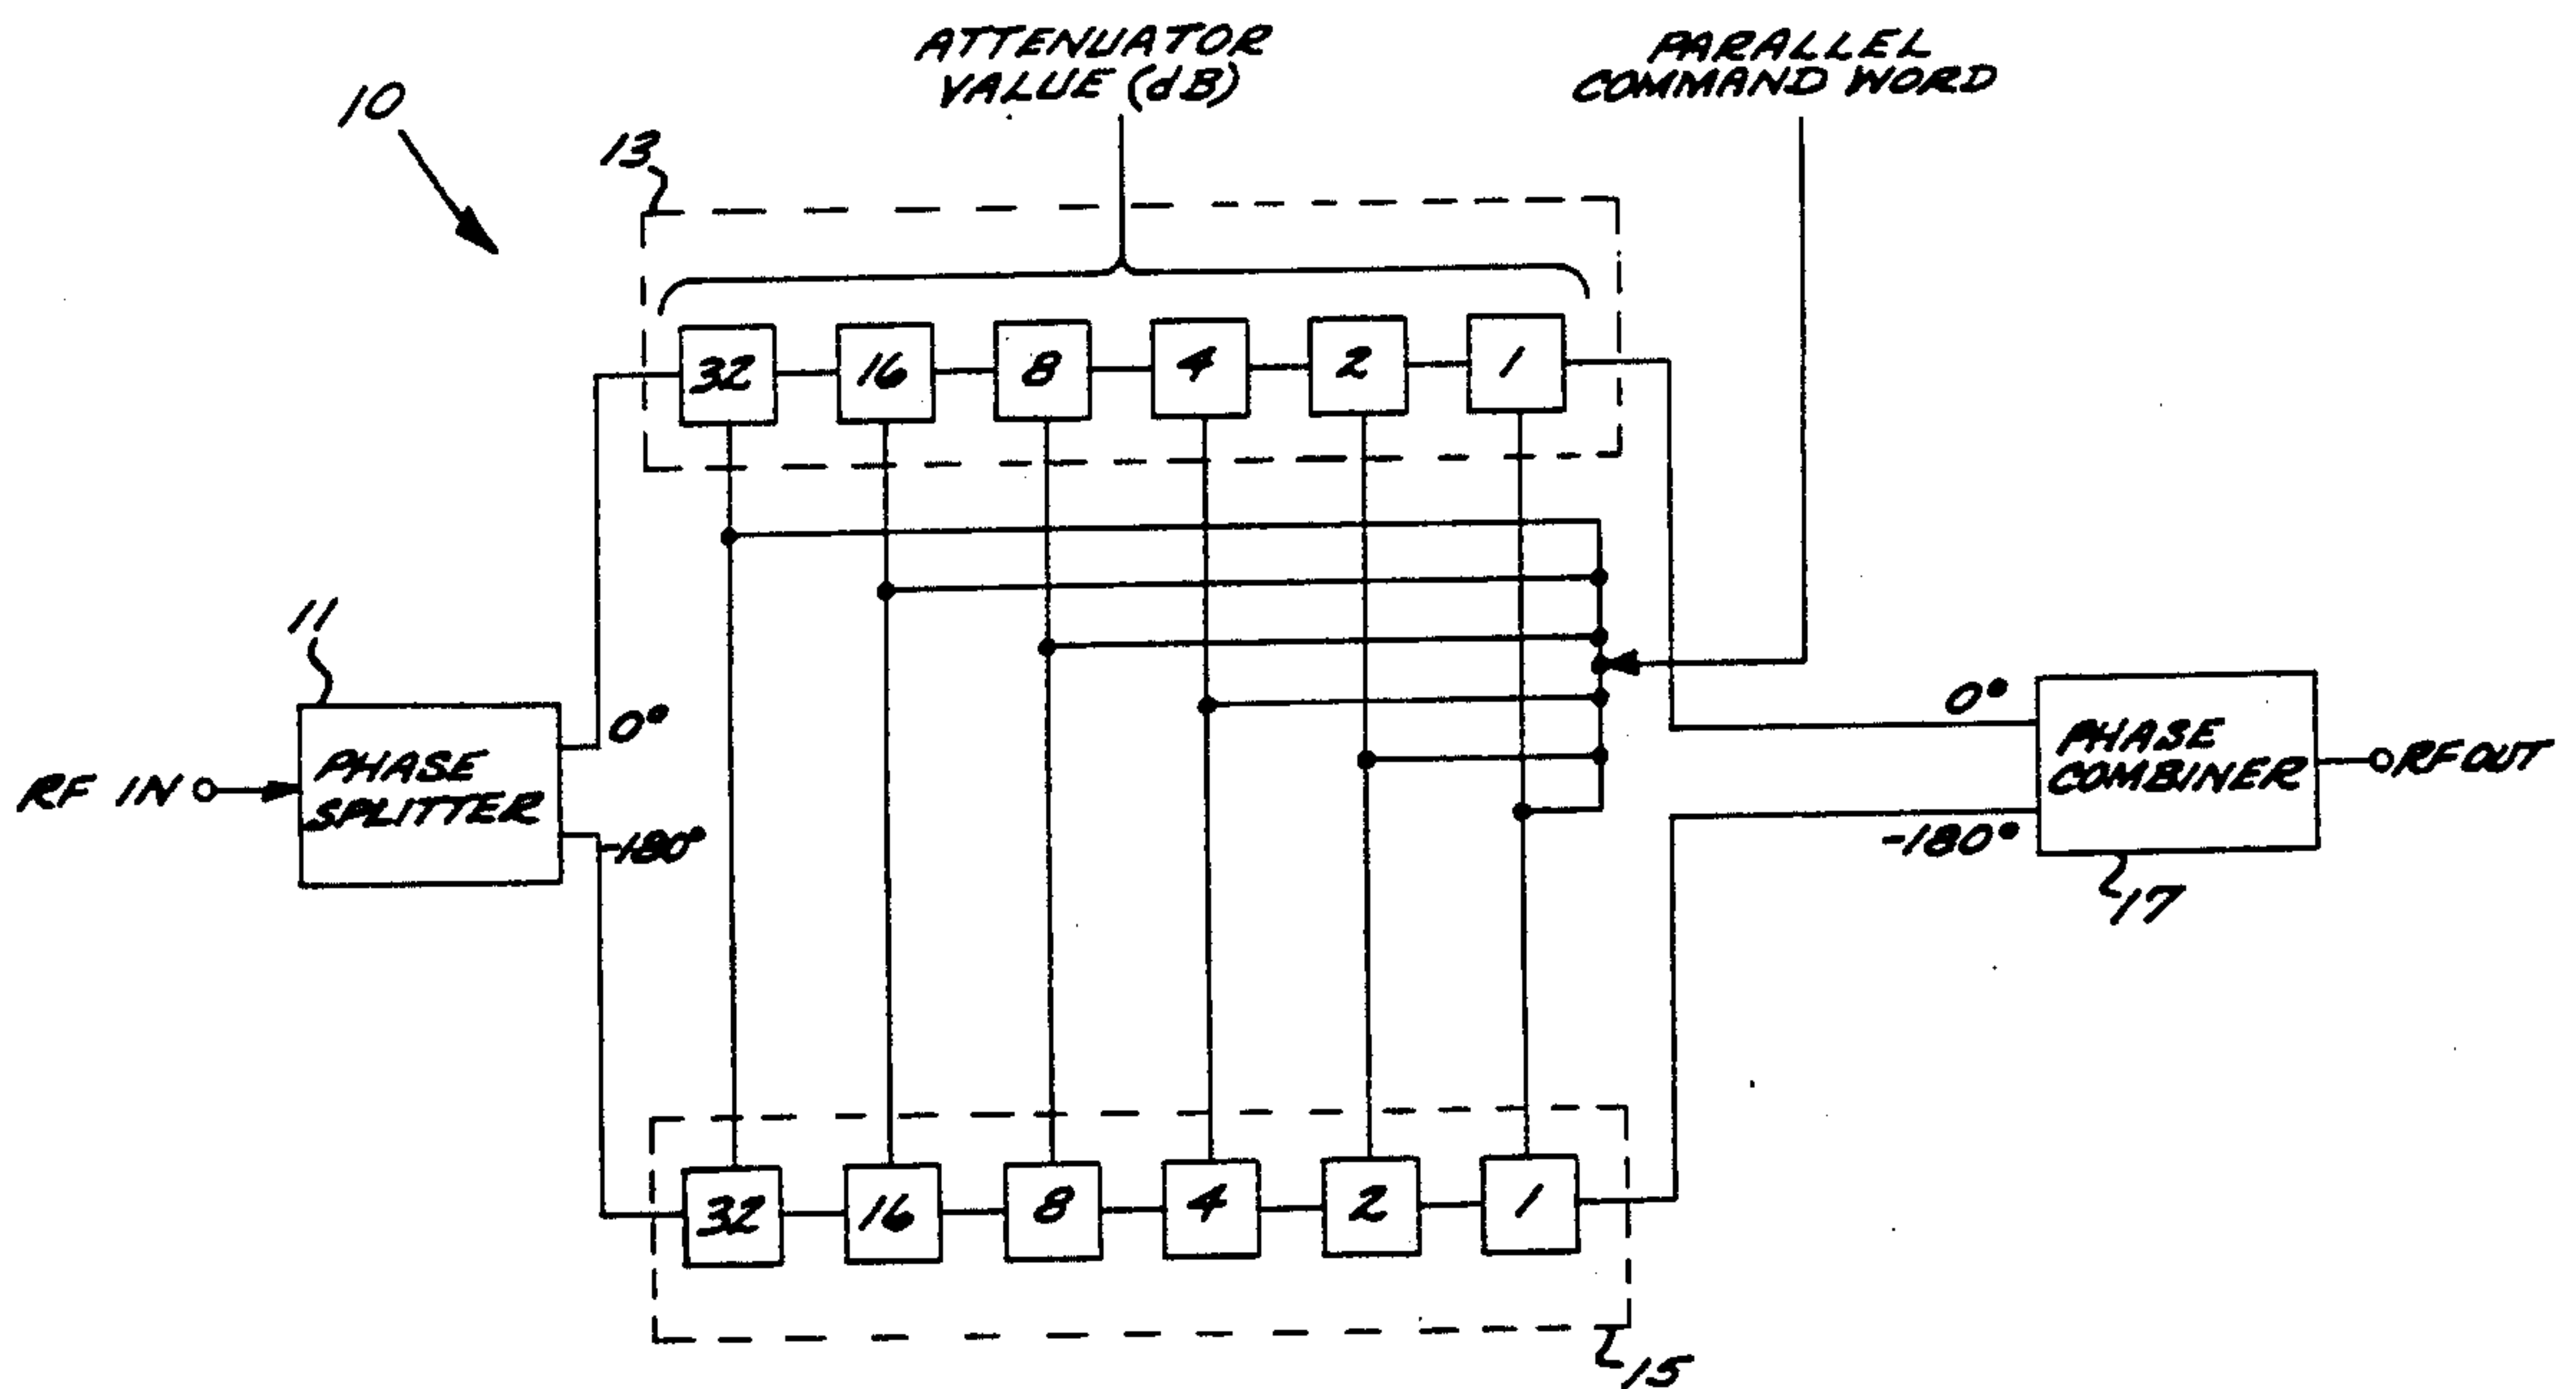 ATTENUATOR
VALUE (dB)
PARALLEL
COMMAND WORD
10
13
32 16 8 4 2 1
11
0°
-180°
RF IN
PHASE
SPLITTER
0°
-180°
PHASE
COMBINER
RF OUT
17
32 16 8 4 2 1
15